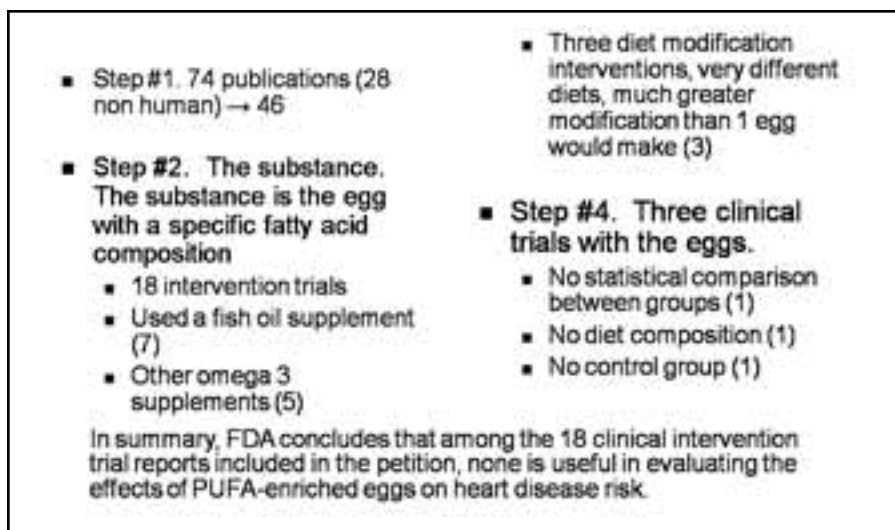 ▪ Step #1. 74 publications (28
non human) → 46
▪ Step #2. The substance.
The substance is the egg
with a specific fatty acid
composition
▪ 18 intervention trials
▪ Used a fish oil supplement
(7)
▪ Other omega 3
supplements (5)
▪ Three diet modification
interventions, very different
diets, much greater
modification than 1 egg
would make (3)
▪ Step #4. Three clinical
trials with the eggs.
▪ No statistical comparison
between groups (1)
▪ No diet composition (1)
▪ No control group (1)
In summary, FDA concludes that among the 18 clinical intervention
trial reports included in the petition, none is useful in evaluating the
effects of PUFA-enriched eggs on heart disease risk.